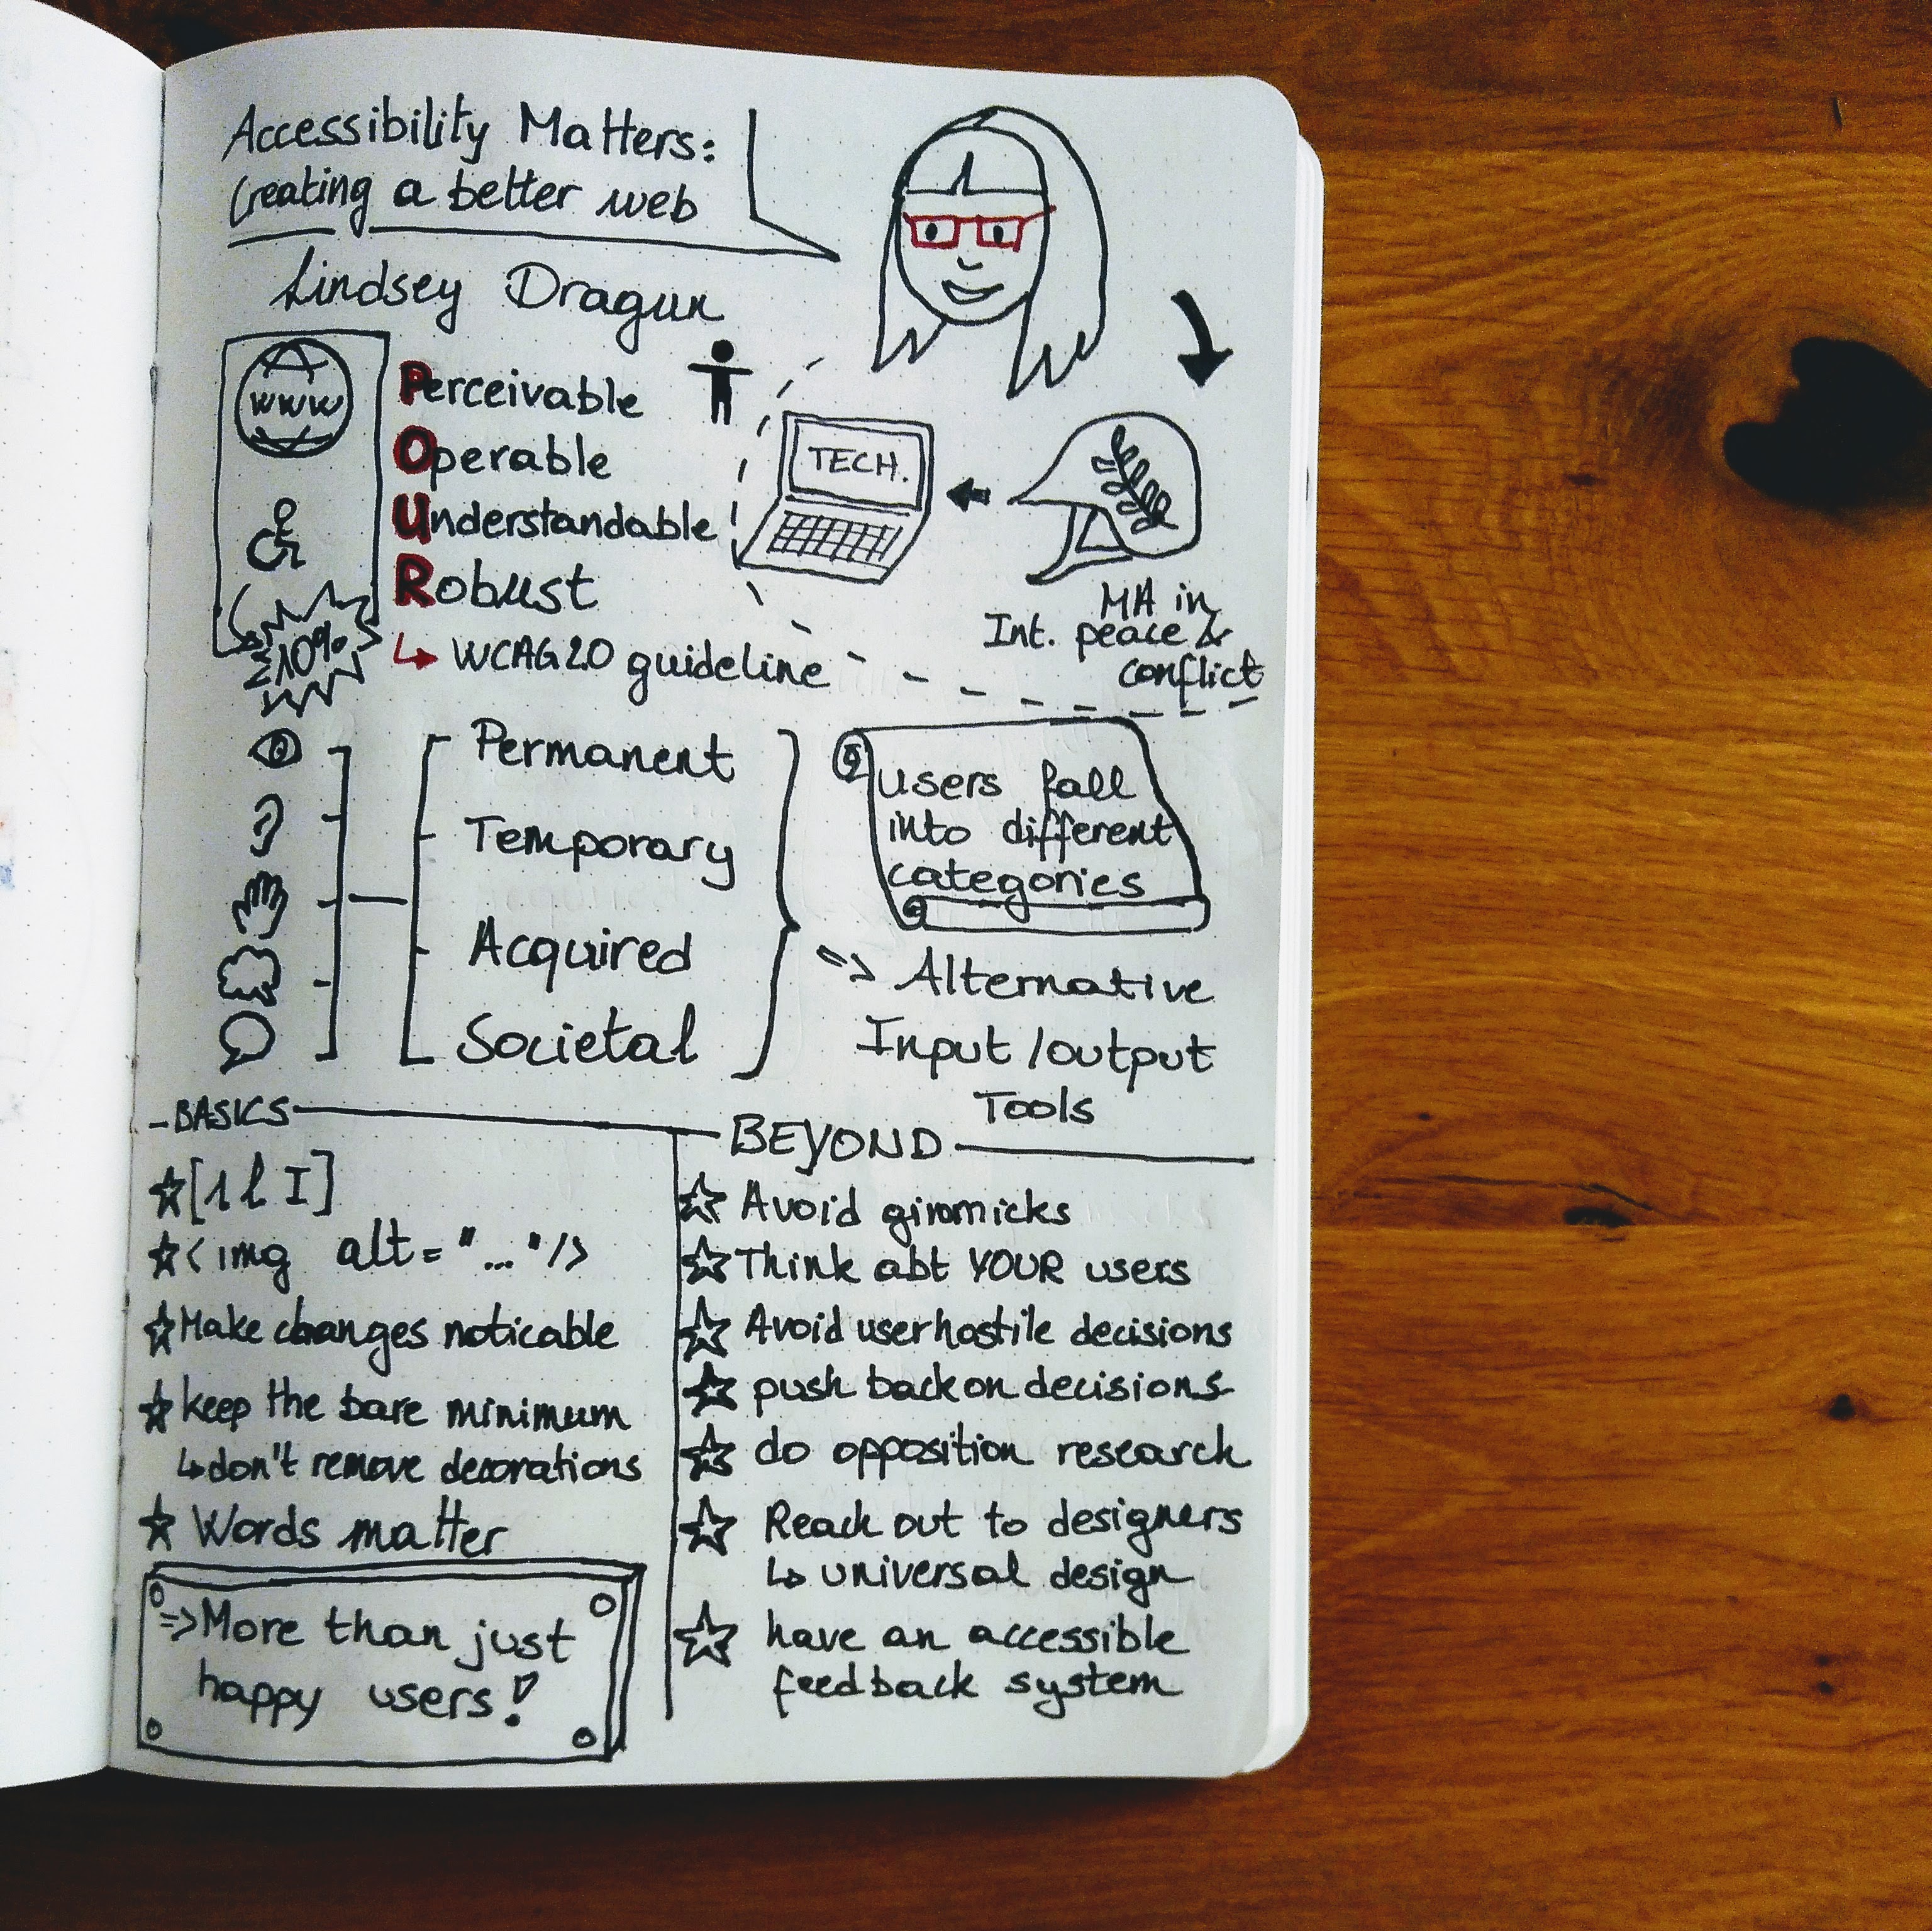 Accessibility Matters:
Creating a better web
Lindsey Dragun
WWW
Perceivable
Operable
Understandable
Robust
10%
↳ WCAG 2.0 guideline
TECH.
MA in
Int. peace &
conflict
Permanent
Temporary
Acquired
Societal
users fall
into different
categories
=> Alternative
Input/output
Tools
BASICS
☆ [1 l I]
☆ <img alt="..."/>
☆ Make changes noticable
☆ keep the bare minimum
↳ don't remove decorations
☆ Words matter
=> More than just
happy users!
BEYOND
☆ Avoid gimmicks
☆ Think abt YOUR users
☆ Avoid userhostile decisions
☆ push back on decisions
☆ do opposition research
☆ Reach out to designers
↳ universal design
☆ have an accessible
feedback system